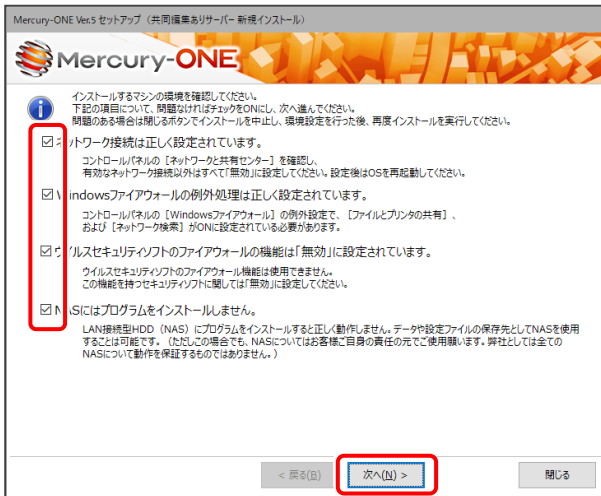 Mercury-ONE Ver.5 セットアップ（共同編集ありサーバー 新規インストール）
Mercury-ONE
インストールするマシンの環境を確認してください。
下記の項目について、問題なければチェックをONにし、次へ進んでください。
問題のある場合は閉じるボタンでインストールを中止し、環境設定を行った後、再度インストールを実行してください。
ネットワーク接続は正しく設定されています。
コントロールパネルの［ネットワークと共有センター］を確認し、
有効なネットワーク接続以外はすべて「無効」に設定してください。設定後はOSを再起動してください。
Windowsファイアウォールの例外処理は正しく設定されています。
コントロールパネルの［Windowsファイアウォール］の例外設定で、［ファイルとプリンタの共有］、
および［ネットワーク検索］がONに設定されている必要があります。
ウイルスセキュリティソフトのファイアウォールの機能は「無効」に設定されています。
ウイルスセキュリティソフトのファイアウォール機能は使用できません。
この機能を持つセキュリティソフトに関しては「無効」に設定してください。
NASにはプログラムをインストールしません。
LAN接続型HDD（NAS）にプログラムをインストールすると正しく動作しません。データや設定ファイルの保存先としてNASを使用
することは可能です。（ただしこの場合でも、NASについてはお客様ご自身の責任の元でご使用願います。弊社としては全ての
NASについて動作を保証するものではありません。）
< 戻る(B)
次へ(N) >
閉じる